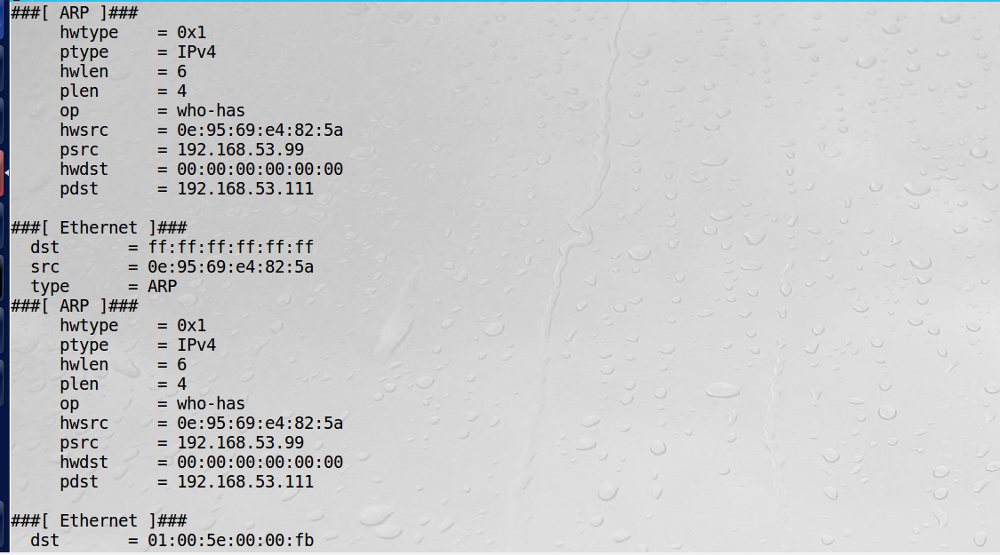 ###[ ARP ]###
     hwtype    = 0x1
     ptype     = IPv4
     hwlen     = 6
     plen      = 4
     op        = who-has
     hwsrc     = 0e:95:69:e4:82:5a
     psrc      = 192.168.53.99
     hwdst     = 00:00:00:00:00:00
     pdst      = 192.168.53.111

###[ Ethernet ]###
  dst       = ff:ff:ff:ff:ff:ff
  src       = 0e:95:69:e4:82:5a
  type      = ARP
###[ ARP ]###
     hwtype    = 0x1
     ptype     = IPv4
     hwlen     = 6
     plen      = 4
     op        = who-has
     hwsrc     = 0e:95:69:e4:82:5a
     psrc      = 192.168.53.99
     hwdst     = 00:00:00:00:00:00
     pdst      = 192.168.53.111

###[ Ethernet ]###
  dst       = 01:00:5e:00:00:fb